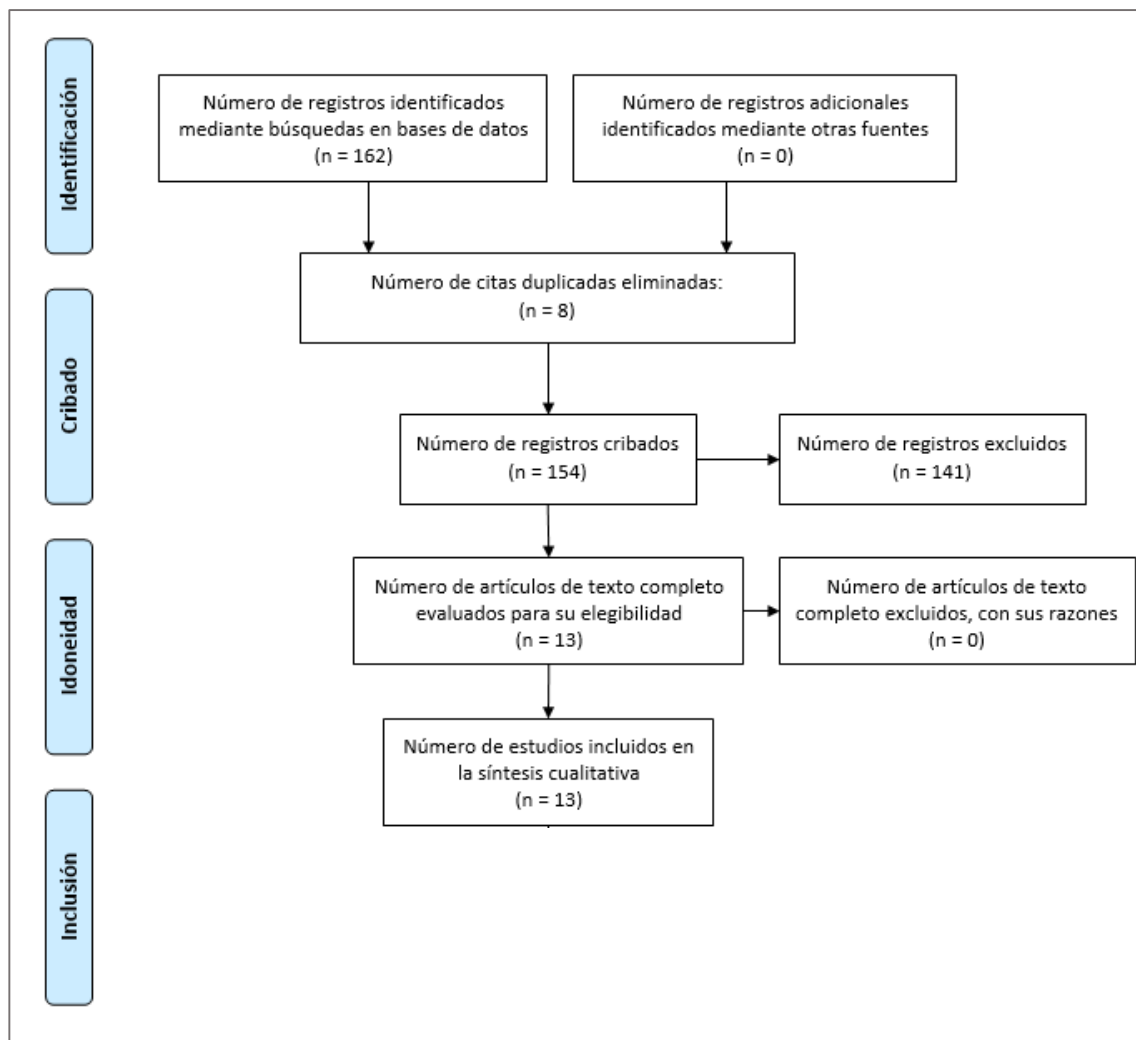 Identificación
Número de registros identificados
mediante búsquedas en bases de datos
(n = 162)
Número de registros adicionales
identificados mediante otras fuentes
(n = 0)
Número de citas duplicadas eliminadas:
(n = 8)
Cribado
Número de registros cribados
(n = 154)
Número de registros excluidos
(n = 141)
Idoneidad
Número de artículos de texto completo
evaluados para su elegibilidad
(n = 13)
Número de artículos de texto
completo excluidos, con sus razones
(n = 0)
Número de estudios incluidos en
la síntesis cualitativa
(n = 13)
Inclusión